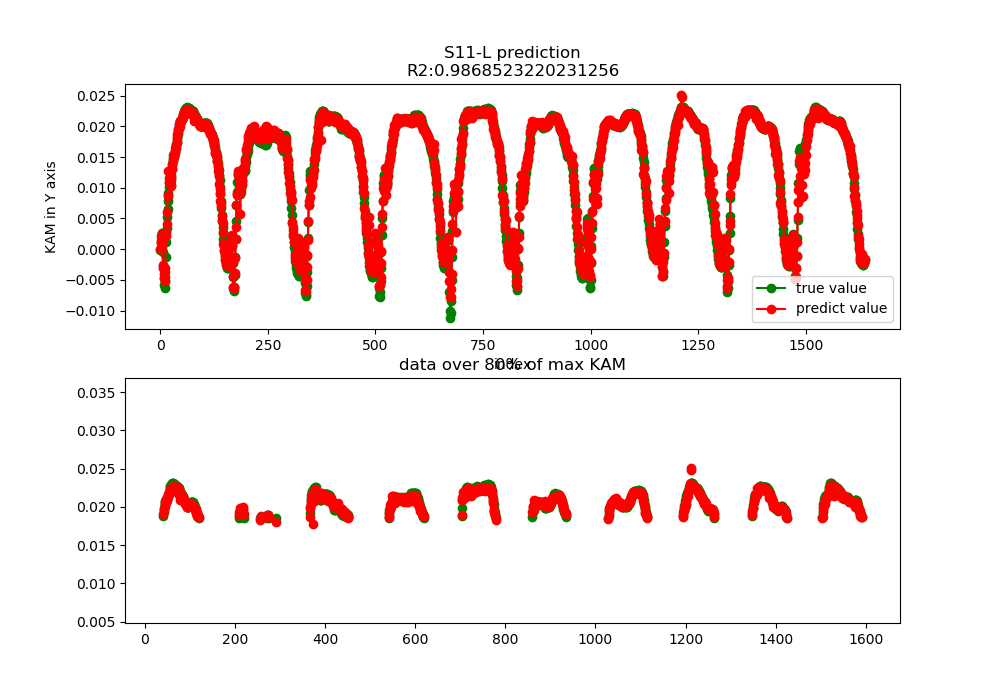 S11-L prediction
R2:0.9868523220231256
KAM in Y axis
0.025
0.020
0.015
0.010
0.005
0.000
−0.005
−0.010
true value
predict value
0 250 500 750 1000 1250 1500
index
data over 80% of max KAM
0.035
0.030
0.025
0.020
0.015
0.010
0.005
0 200 400 600 800 1000 1200 1400 1600